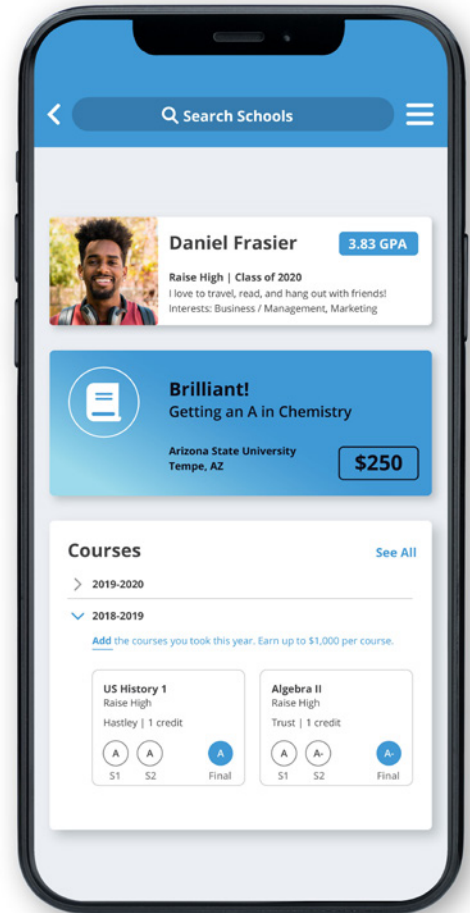 Search Schools
Daniel Frasier
3.83 GPA
Raise High | Class of 2020
I love to travel, read, and hang out with friends!
Interests: Business / Management, Marketing
Brilliant!
Getting an A in Chemistry
Arizona State University
Tempe, AZ
$250
Courses
See All
2019-2020
2018-2019
Add the courses you took this year. Earn up to $1,000 per course.
US History 1
Raise High
Hastley | 1 credit
A A A
S1 S2 Final
Algebra II
Raise High
Trust | 1 credit
A A- A-
S1 S2 Final